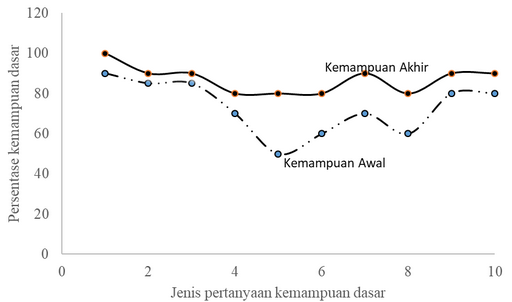 120
100
80
60
40
20
0
Persentase kemampuan dasar
Kemampuan Akhir
Kemampuan Awal
0 2 4 6 8 10
Jenis pertanyaan kemampuan dasar